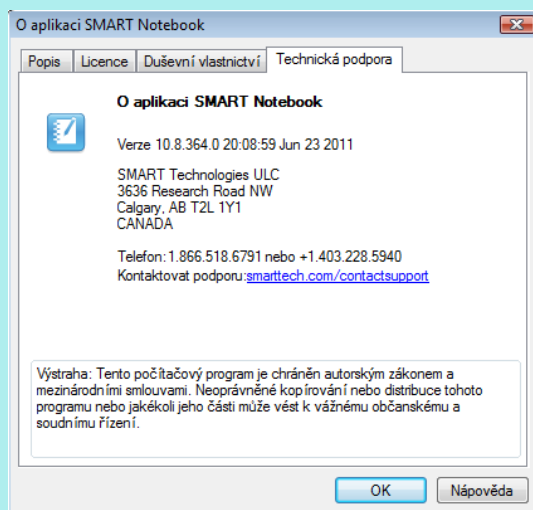 O aplikaci SMART Notebook
Popis Licence Duševní vlastnictví Technická podpora
O aplikaci SMART Notebook
Verze 10.8.364.0 20:08:59 Jun 23 2011
SMART Technologies ULC
3636 Research Road NW
Calgary, AB T2L 1Y1
CANADA
Telefon: 1.866.518.6791 nebo +1.403.228.5940
Kontaktovat podporu:smarttech.com/contactsupport
Výstraha: Tento počítačový program je chráněn autorským zákonem a
mezinárodními smlouvami. Neoprávněné kopírování nebo distribuce tohoto
programu nebo jakékoli jeho části může vést k vážnému občanskému a
soudnímu řízení.
OK Nápověda